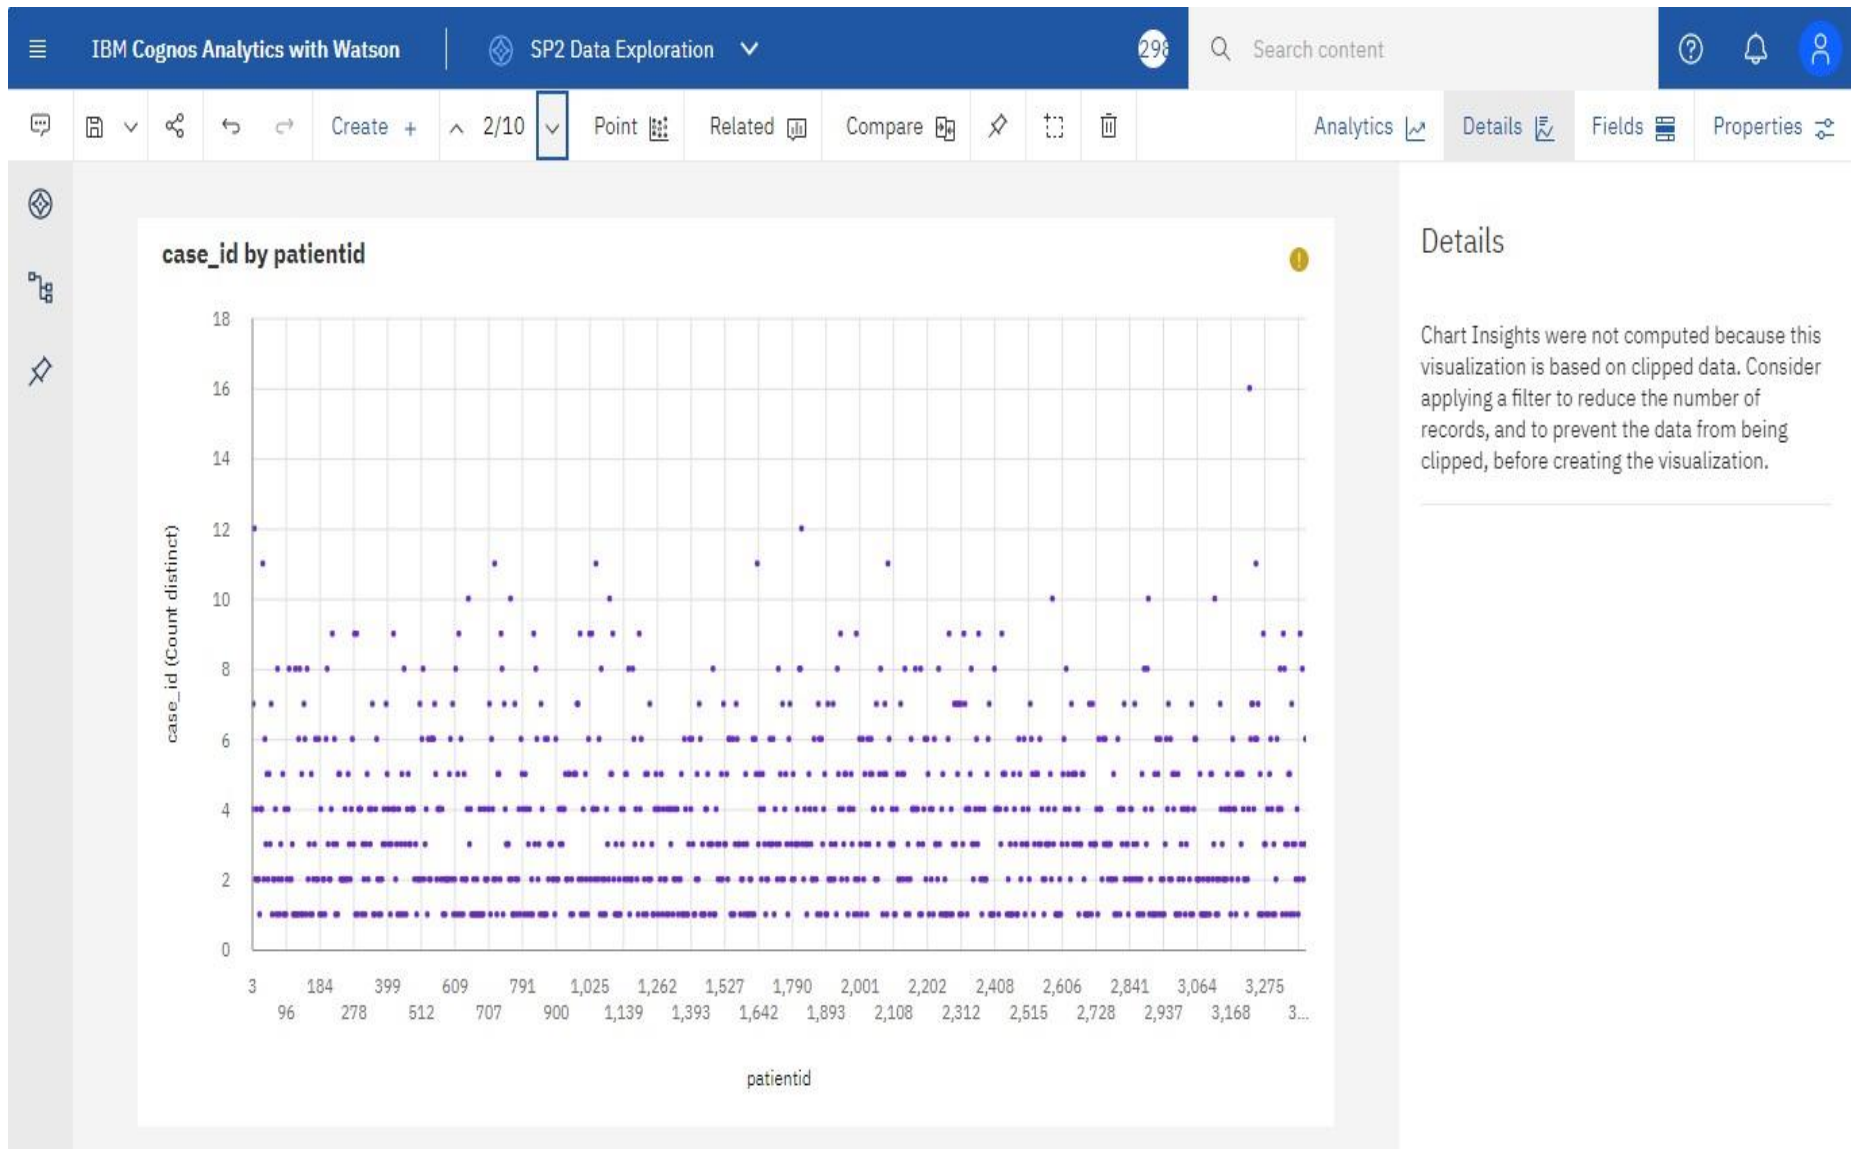 IBM Cognos Analytics with Watson
SP2 Data Exploration
298
Search content
Create +
2/10
Point
Related
Compare
Analytics
Details
Fields
Properties
case_id by patientid
18
16
14
12
10
8
6
4
2
0
case_id (Count distinct)
3 184 399 609 791 1,025 1,262 1,527 1,790 2,001 2,202 2,408 2,606 2,841 3,064 3,275
96 278 512 707 900 1,139 1,393 1,642 1,893 2,108 2,312 2,515 2,728 2,937 3,168 3...
patientid
Details
Chart Insights were not computed because this
visualization is based on clipped data. Consider
applying a filter to reduce the number of
records, and to prevent the data from being
clipped, before creating the visualization.